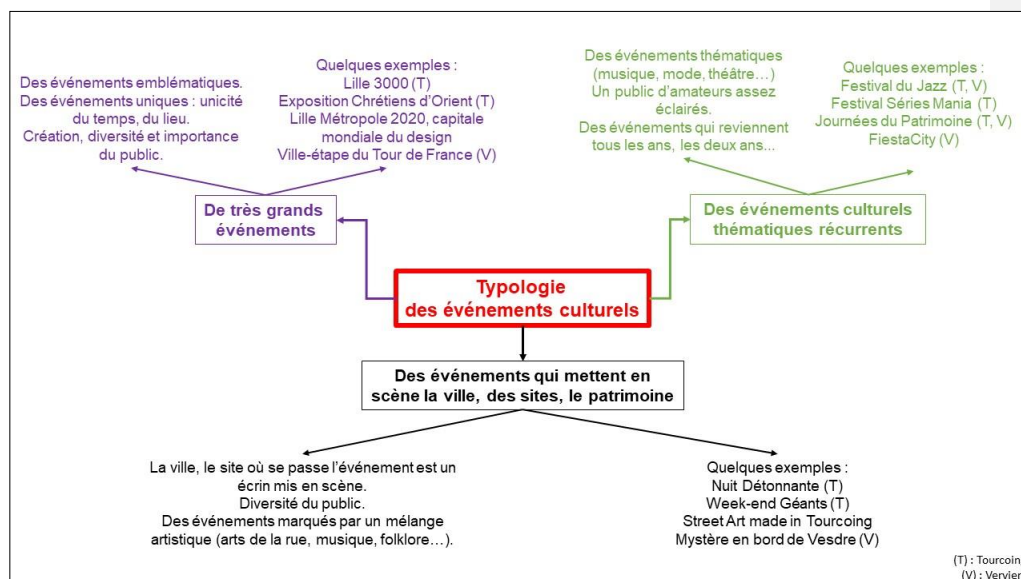 Des événements emblématiques.
Des événements uniques : unicité
du temps, du lieu.
Création, diversité et importance
du public.
Quelques exemples :
Lille 3000 (T)
Exposition Chrétiens d’Orient (T)
Lille Métropole 2020, capitale
mondiale du design
Ville-étape du Tour de France (V)
Des événements thématiques
(musique, mode, théâtre…)
Un public d’amateurs assez
éclairés.
Des événements qui reviennent
tous les ans, les deux ans...
Quelques exemples :
Festival du Jazz (T, V)
Festival Séries Mania (T)
Journées du Patrimoine (T, V)
FiestaCity (V)
De très grands
événements
Des événements culturels
thématiques récurrents
Typologie
des événements culturels
Des événements qui mettent en
scène la ville, des sites, le patrimoine
La ville, le site où se passe l’événement est un
écrin mis en scène.
Diversité du public.
Des événements marqués par un mélange
artistique (arts de la rue, musique, folklore…).
Quelques exemples :
Nuit Détonnante (T)
Week-end Géants (T)
Street Art made in Tourcoing
Mystère en bord de Vesdre (V)
(T) : Tourcoin
(V) : Vervier